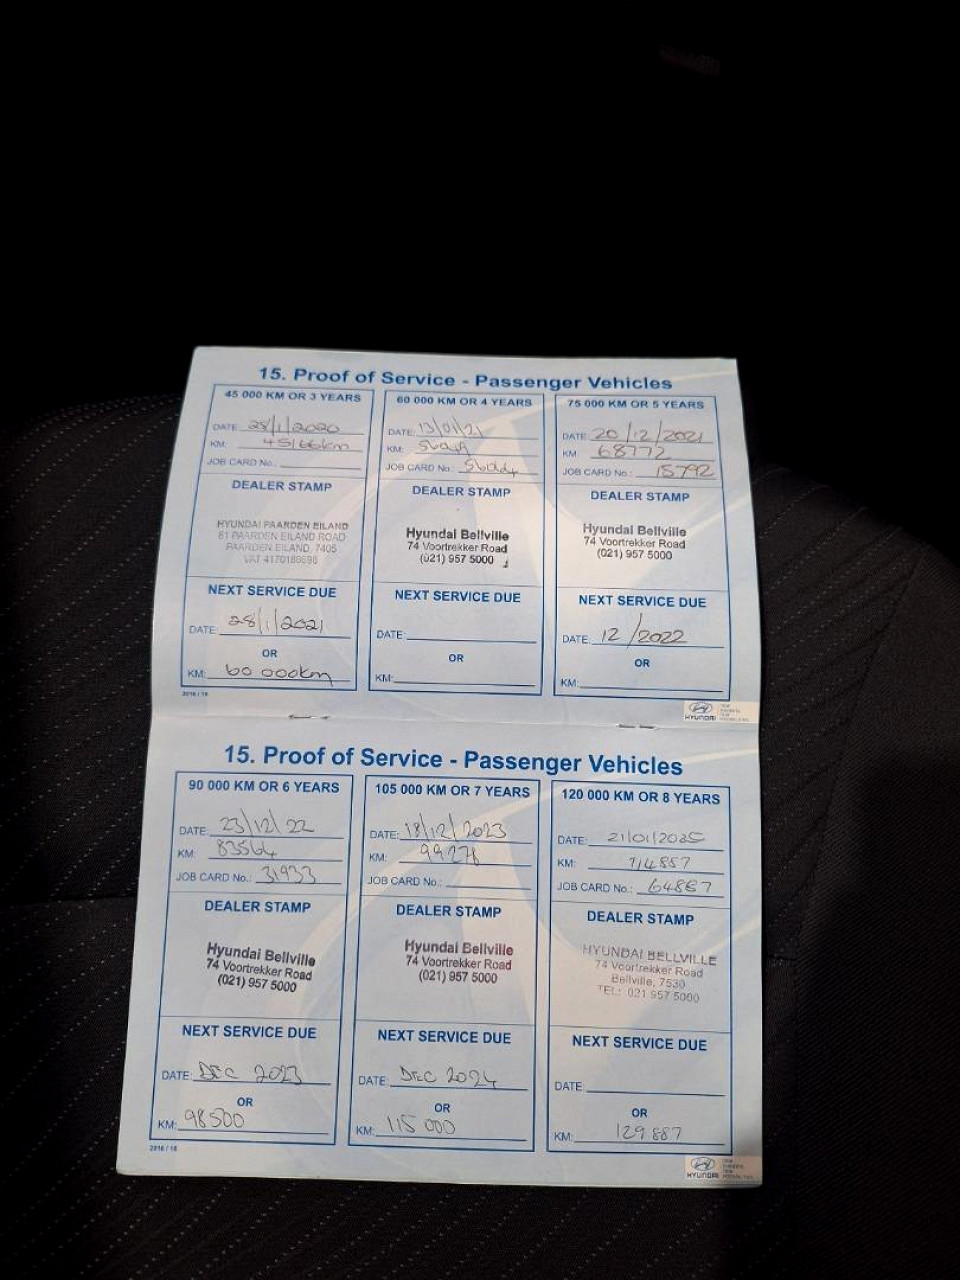 15. Proof of Service - Passenger Vehicles
45 000 KM OR 3 YEARS
DATE: 28/1/2020
KM: 45166km
JOB CARD No.:
DEALER STAMP
HYUNDAI PAARDEN EILAND
81 PAARDEN EILAND ROAD
PAARDEN EILAND, 7405
VAT 4170180698
NEXT SERVICE DUE
DATE: 28/1/2021
OR
KM: 60 000km
2016 / 18
60 000 KM OR 4 YEARS
DATE: 13/01/21
KM:
JOB CARD No.:
DEALER STAMP
Hyundai Bellville
74 Voortrekker Road
(021) 957 5000
NEXT SERVICE DUE
DATE:
OR
KM:
75 000 KM OR 5 YEARS
DATE: 20/12/2021
KM 68772
JOB CARD No.: 15792
DEALER STAMP
Hyundai Bellville
74 Voortrekker Road
(021) 957 5000
NEXT SERVICE DUE
DATE: 12/2022
OR
KM:
HYUNDAI
15. Proof of Service - Passenger Vehicles
90 000 KM OR 6 YEARS
DATE: 23/12/22
KM: 83564
JOB CARD No.: 31933
DEALER STAMP
Hyundai Bellville
74 Voortrekker Road
(021) 957 5000
NEXT SERVICE DUE
DATE: DEC 2023
OR
KM: 98500
2016 / 18
105 000 KM OR 7 YEARS
DATE: 18/12/2023
KM: 99276
JOB CARD No.:
DEALER STAMP
Hyundai Bellville
74 Voortrekker Road
(021) 957 5000
NEXT SERVICE DUE
DATE: DEC 2024
OR
KM: 115 000
120 000 KM OR 8 YEARS
DATE: 21/01/2025
KM: 114887
JOB CARD No.: 64887
DEALER STAMP
HYUNDAI BELLVILLE
74 Voortrekker Road
Bellville, 7530
TEL: 021 957 5000
NEXT SERVICE DUE
DATE:
OR
KM: 129 887
HYUNDAI